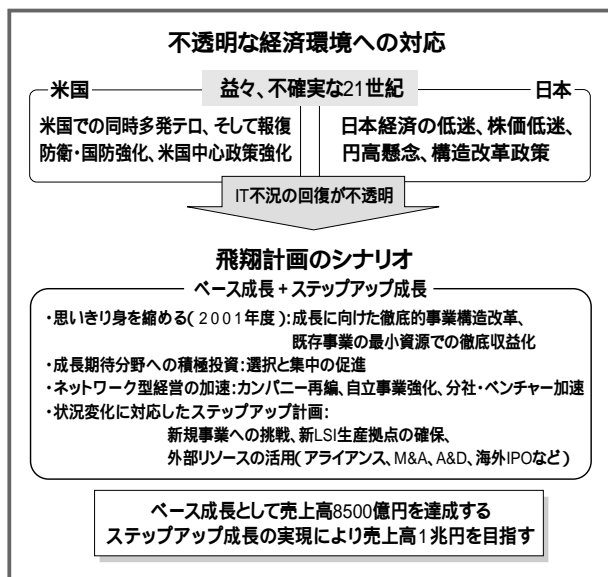 不透明な経済環境への対応
益々、不確実な21世紀
米国
米国での同時多発テロ、そして報復
防衛・国防強化、米国中心政策強化
日本
日本経済の低迷、株価低迷、
円高懸念、構造改革政策
IT不況の回復が不透明
飛翔計画のシナリオ
ベース成長+ステップアップ成長
・思いきり身を縮める(2001年度):成長に向けた徹底的事業構造改革、
既存事業の最小資源での徹底収益化
・成長期待分野への積極投資:選択と集中の促進
・ネットワーク型経営の加速:カンパニー再編、自立事業強化、分社・ベンチャー加速
・状況変化に対応したステップアップ計画:
新規事業への挑戦、新LSI生産拠点の確保、
外部リソースの活用(アライアンス、M&A、A&D、海外IPOなど)
ベース成長として売上高8500億円を達成する
ステップアップ成長の実現により売上高1兆円を目指す